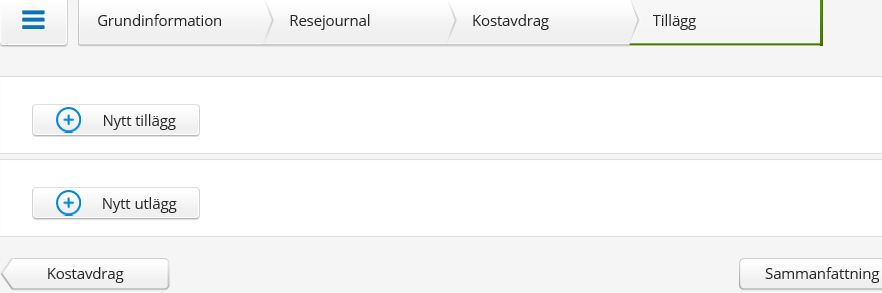 Grundinformation Resejournal Kostavdrag Tillägg
Nytt tillägg
Nytt utlägg
Kostavdrag Sammanfattning